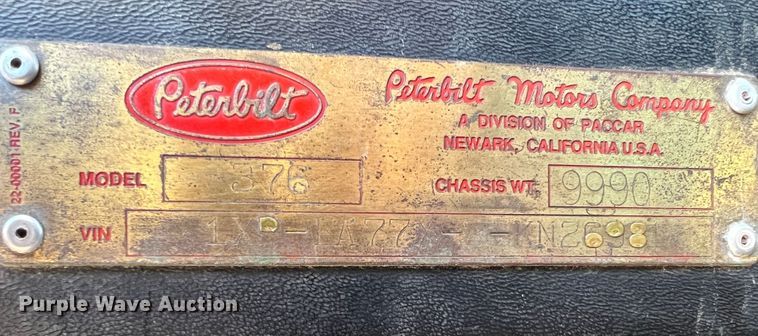 22-00001-REV. F
Peterbilt
Peterbilt Motors Company
A DIVISION OF PACCAR
NEWARK, CALIFORNIA U.S.A.
MODEL 376
CHASSIS WT. 9990
VIN
Purple Wave Auction